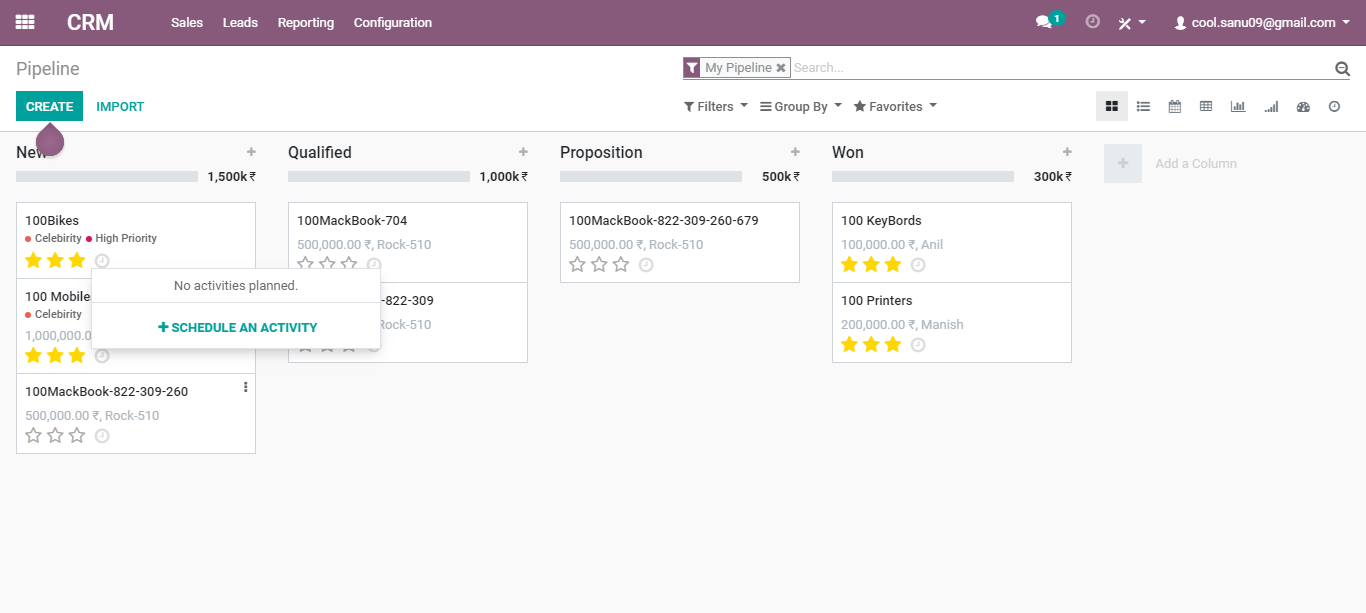 CRM Sales Leads Reporting Configuration 1 cool.sanu09@gmail.com
Pipeline My Pipeline Search...
CREATE IMPORT Filters Group By Favorites
New Qualified Proposition Won Add a Column
1,500k ₹ 1,000k ₹ 500k ₹ 300k ₹
100Bikes
Celebirity High Priority
No activities planned.
+ SCHEDULE AN ACTIVITY
100 Mobile
Celebirity
1,000,000.0
100MackBook-822-309-260
500,000.00 ₹, Rock-510
100MackBook-704
500,000.00 ₹, Rock-510
-822-309
Rock-510
100MackBook-822-309-260-679
500,000.00 ₹, Rock-510
100 KeyBords
100,000.00 ₹, Anil
100 Printers
200,000.00 ₹, Manish